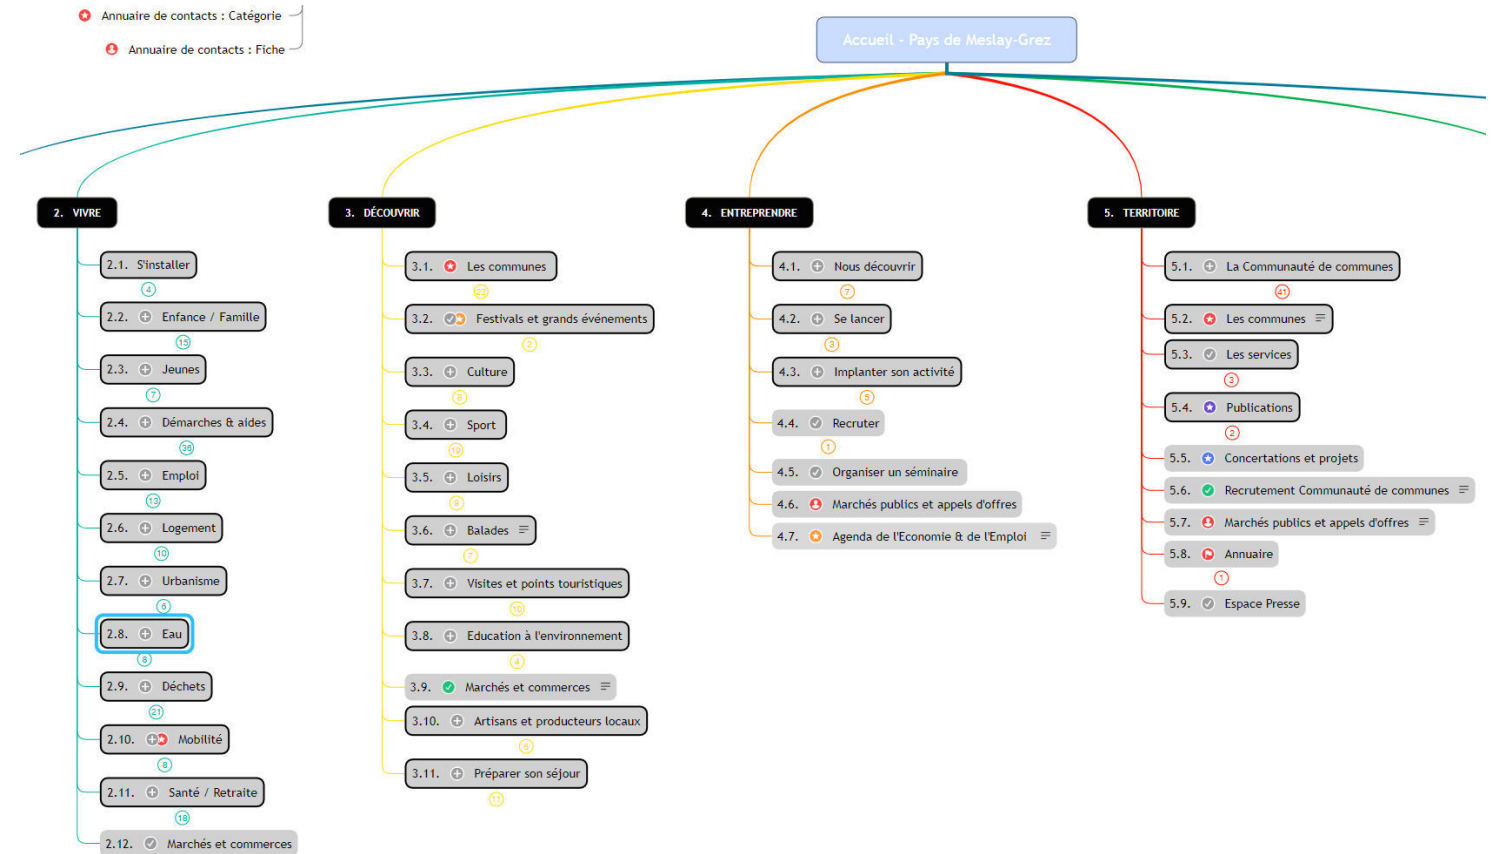 Annuaire de contacts : Catégorie
Annuaire de contacts : Fiche
Accueil - Pays de Meslay-Grez
2. VIVRE
2.1. S'installer
4
2.2. Enfance / Famille
15
2.3. Jeunes
7
2.4. Démarches & aides
36
2.5. Emploi
13
2.6. Logement
10
2.7. Urbanisme
6
2.8. Eau
8
2.9. Déchets
21
2.10. Mobilité
8
2.11. Santé / Retraite
18
2.12. Marchés et commerces
3. DÉCOUVRIR
3.1. Les communes
23
3.2. Festivals et grands événements
2
3.3. Culture
8
3.4. Sport
19
3.5. Loisirs
8
3.6. Balades
7
3.7. Visites et points touristiques
10
3.8. Education à l'environnement
4
3.9. Marchés et commerces
3.10. Artisans et producteurs locaux
6
3.11. Préparer son séjour
11
4. ENTREPRENDRE
4.1. Nous découvrir
7
4.2. Se lancer
3
4.3. Implanter son activité
5
4.4. Recruter
1
4.5. Organiser un séminaire
4.6. Marchés publics et appels d'offres
4.7. Agenda de l'Economie & de l'Emploi
5. TERRITOIRE
5.1. La Communauté de communes
41
5.2. Les communes
5.3. Les services
3
5.4. Publications
2
5.5. Concertations et projets
5.6. Recrutement Communauté de communes
5.7. Marchés publics et appels d'offres
5.8. Annuaire
1
5.9. Espace Presse